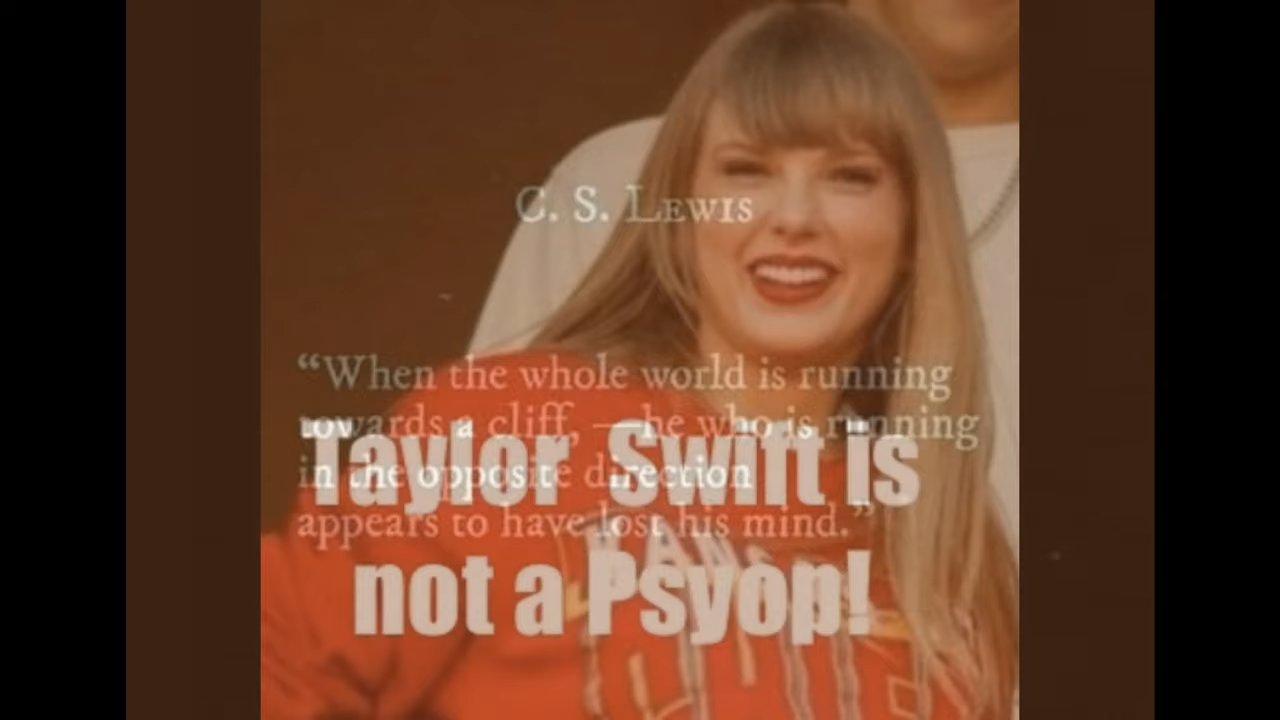 C. S. LEWIS
“When the whole world is running
towards a cliff, — he who is running
in the opposite direction
appears to have lost his mind.”
Taylor Swift is
not a Psyop!